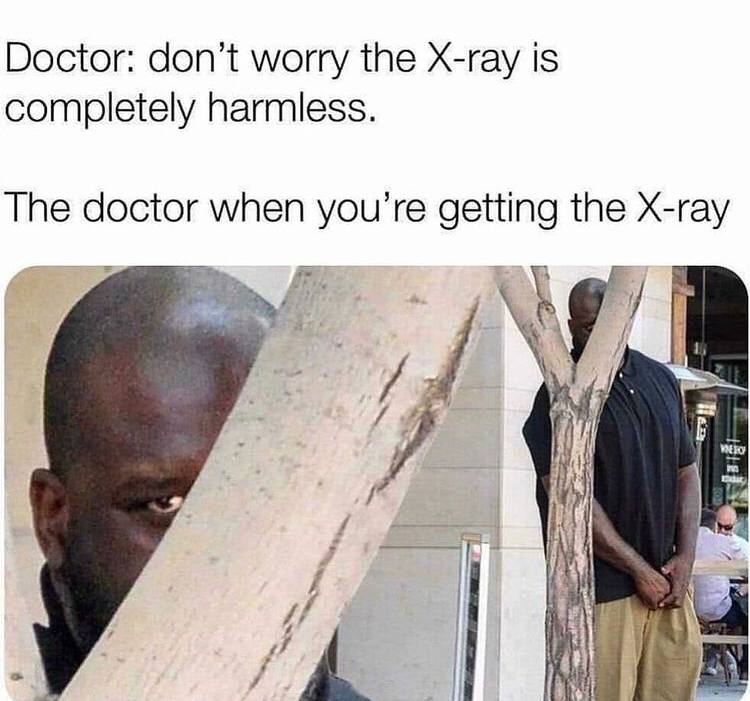 Doctor: don't worry the X-ray is
completely harmless.
The doctor when you're getting the X-ray